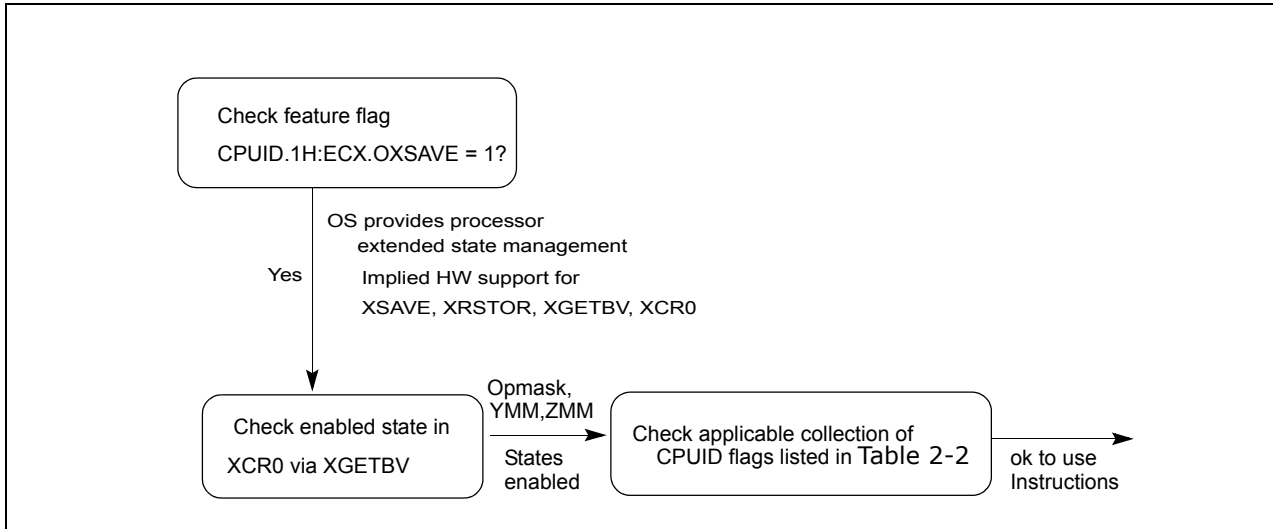 Check feature flag
CPUID.1H:ECX.OXSAVE = 1?
OS provides processor
extended state management
Yes
Implied HW support for
XSAVE, XRSTOR, XGETBV, XCR0
Check enabled state in
XCR0 via XGETBV
Opmask,
YMM,ZMM
States
enabled
Check applicable collection of
CPUID flags listed in Table 2-2
ok to use
Instructions